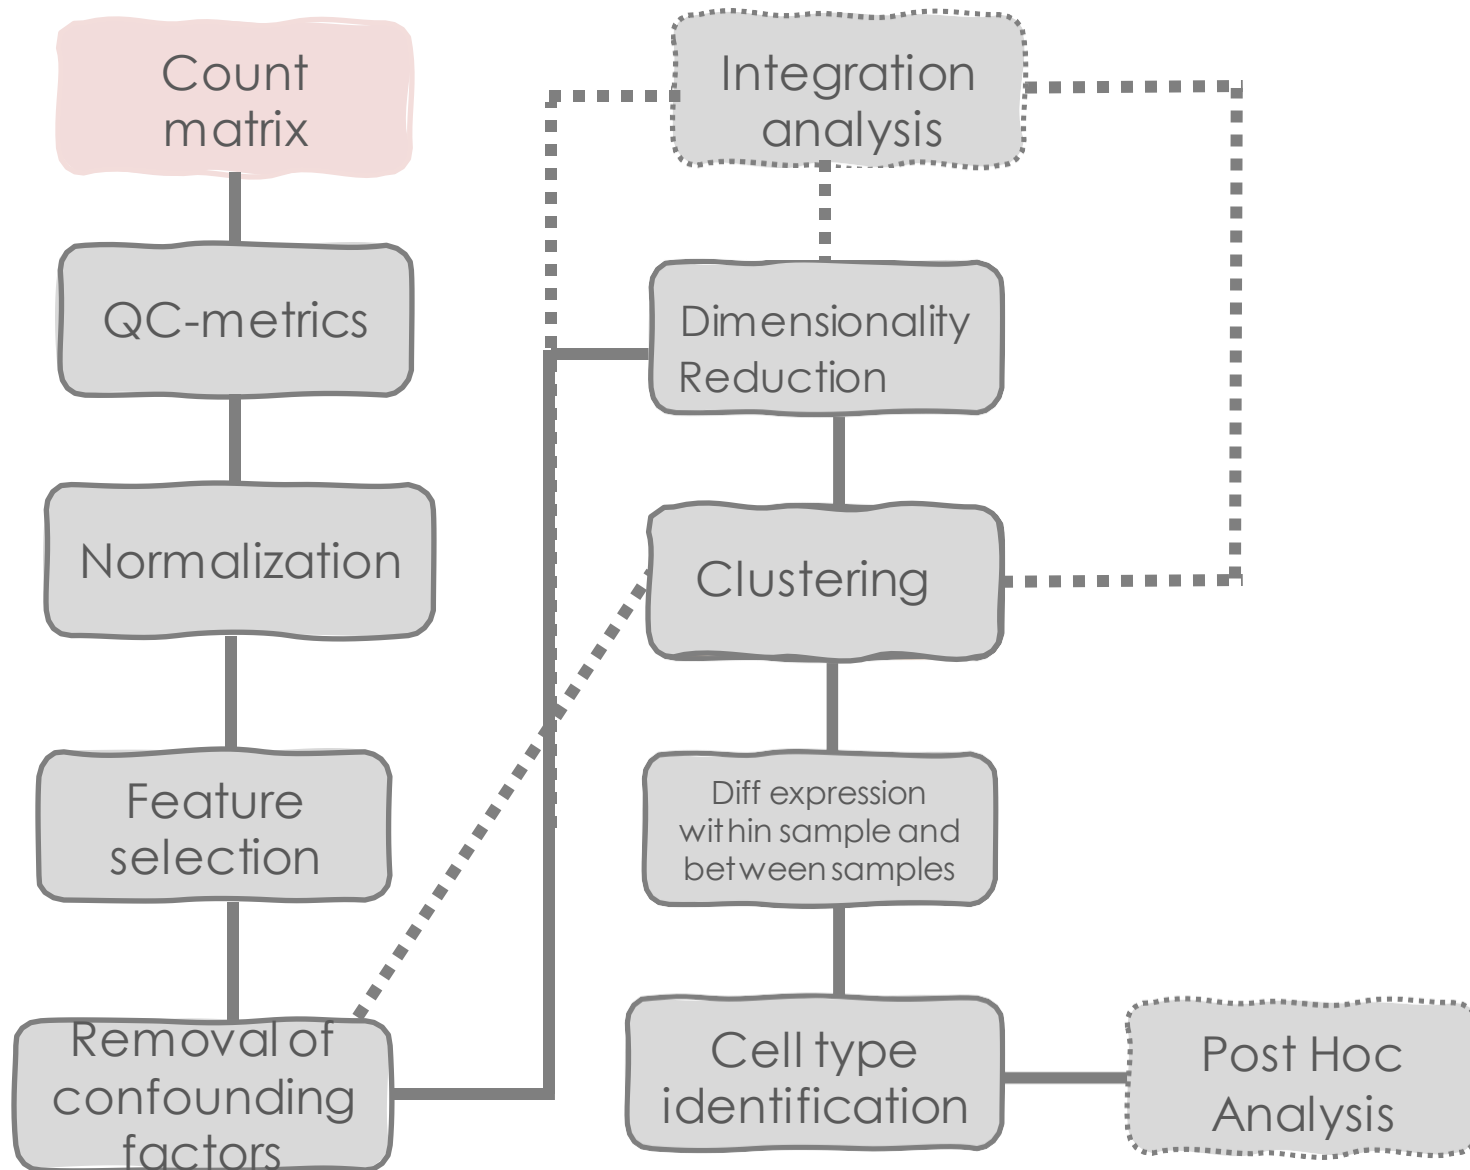 Count
matrix
QC-metrics
Normalization
Feature
selection
Removal of
confounding
factors
Integration
analysis
Dimensionality
Reduction
Clustering
Diff expression
within sample and
between samples
Cell type
identification
Post Hoc
Analysis